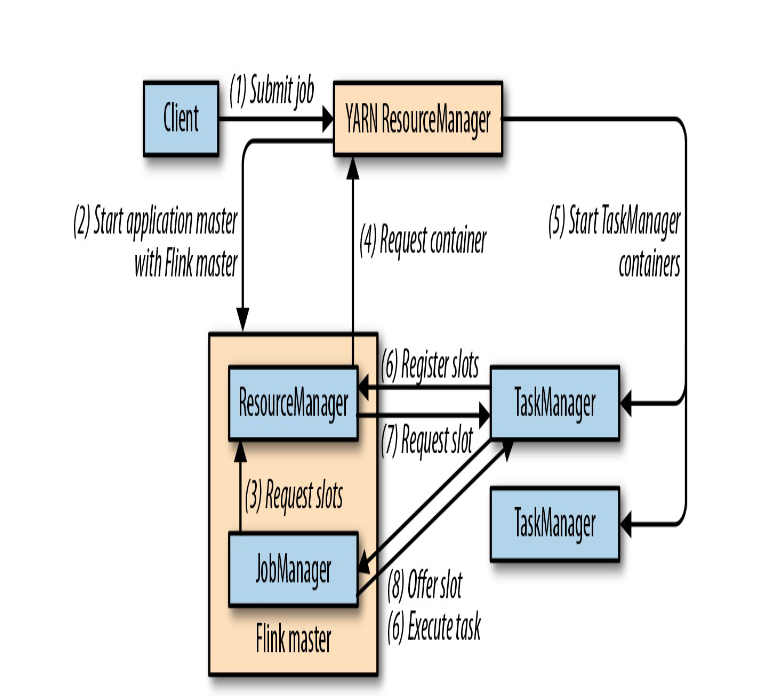 (1) Submit job
Client
YARN ResourceManager
(2) Start application master
with Flink master
(4) Request container
(5) Start TaskManager
containers
(6) Register slots
ResourceManager
TaskManager
(7) Request slot
(3) Request slots
TaskManager
JobManager
(8) Offer slot
(6) Execute task
Flink master